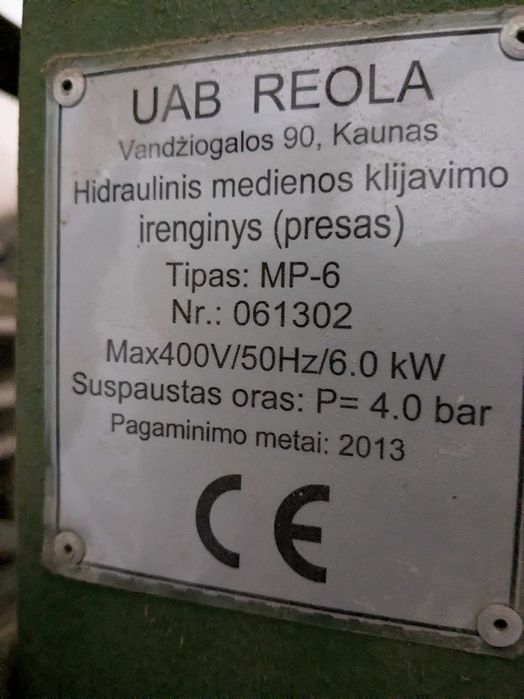 UAB REOLA
Vandžiogalos 90, Kaunas
Hidraulinis medienos klijavimo
įrenginys (presas)
Tipas: MP-6
Nr.: 061302
Max400V/50Hz/6.0 kW
Suspaustas oras: P= 4.0 bar
Pagaminimo metai: 2013
CE